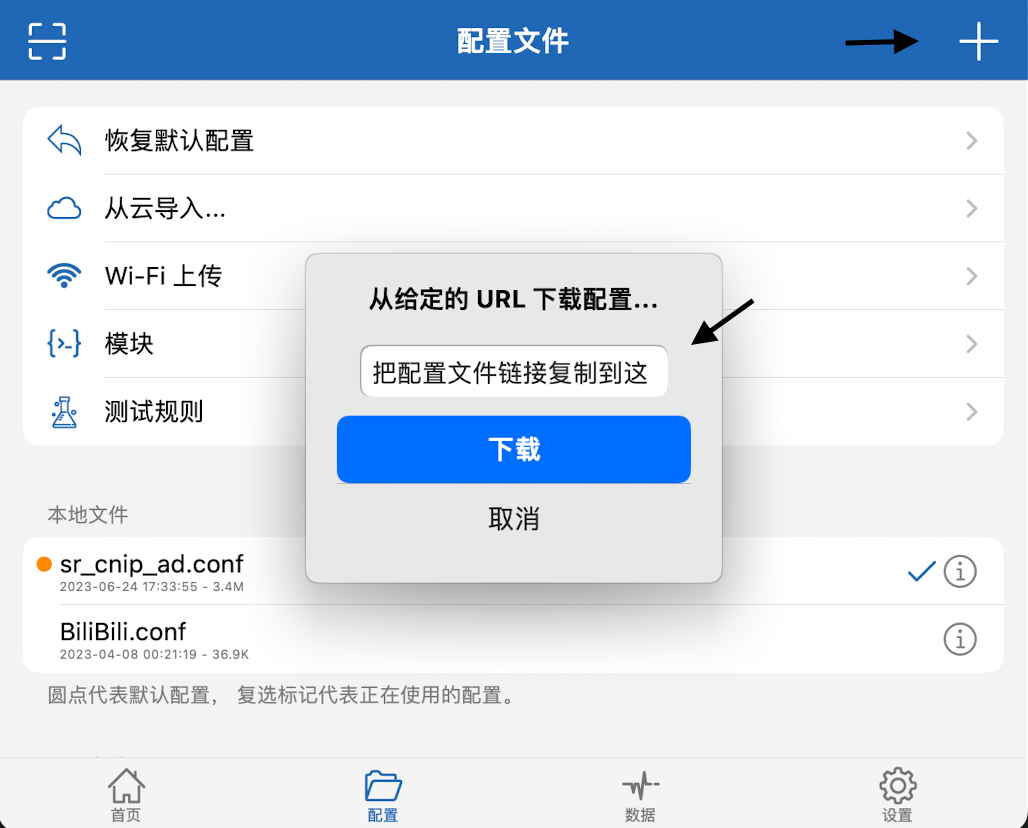 配置文件
恢复默认配置
从云导入...
Wi-Fi 上传
模块
测试规则
从给定的 URL 下载配置...
把配置文件链接复制到这
下载
取消
本地文件
sr_cnip_ad.conf
2023-06-24 17:33:55 - 3.4M
BiliBili.conf
2023-04-08 00:21:19 - 36.9K
圆点代表默认配置， 复选标记代表正在使用的配置。
首页
配置
数据
设置